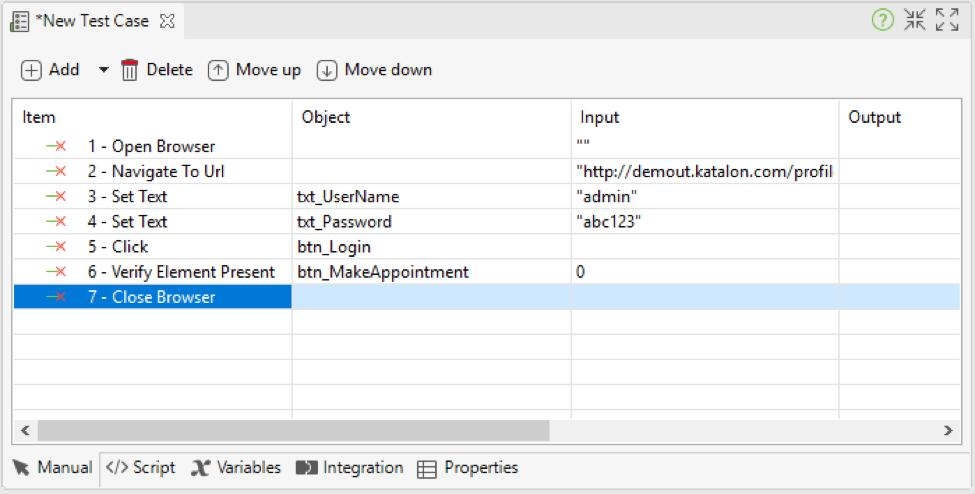 *New Test Case
Add Delete Move up Move down
Item Object Input Output
1 - Open Browser ""
2 - Navigate To Url "http://demout.katalon.com/profil
3 - Set Text txt_UserName "admin"
4 - Set Text txt_Password "abc123"
5 - Click btn_Login
6 - Verify Element Present btn_MakeAppointment 0
7 - Close Browser
Manual </> Script Variables Integration Properties